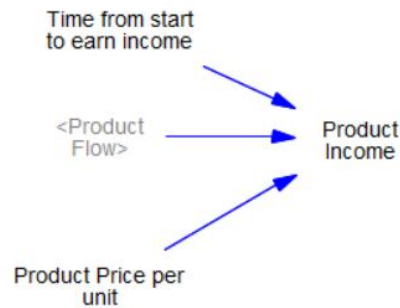 Time from start
to earn income
<Product
Flow>
Product
Income
Product Price per
unit